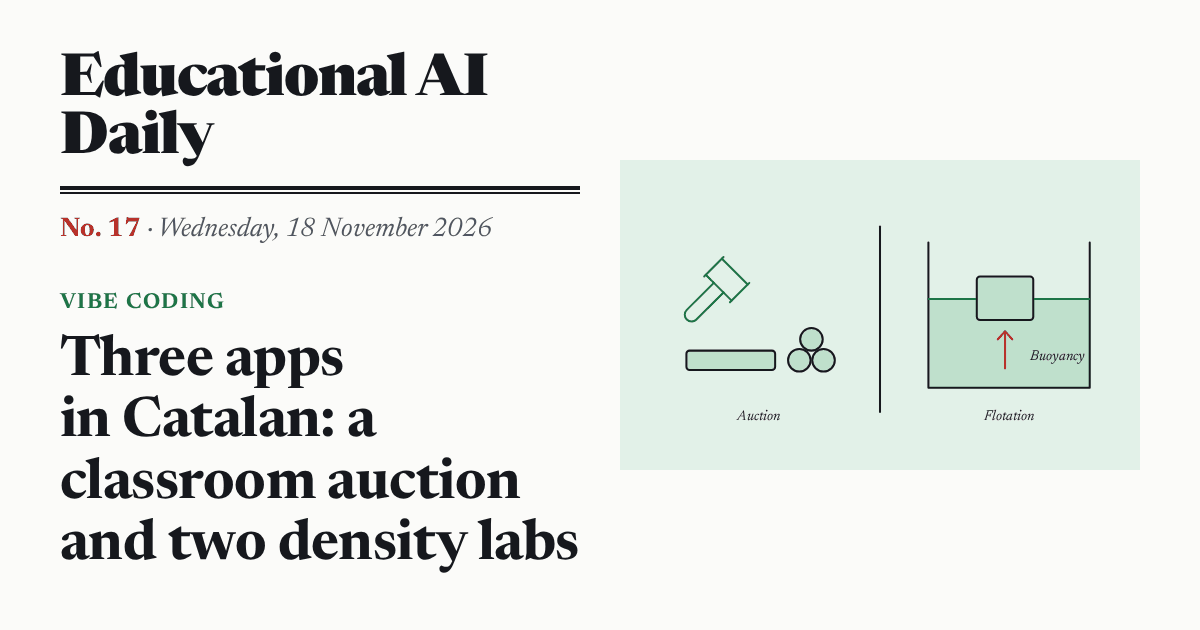 Educational AI
Daily
No. 17 · Wednesday, 18 November 2026
VIBE CODING
Three apps
in Catalan: a
classroom auction
and two density labs
Auction
Buoyancy
Flotation